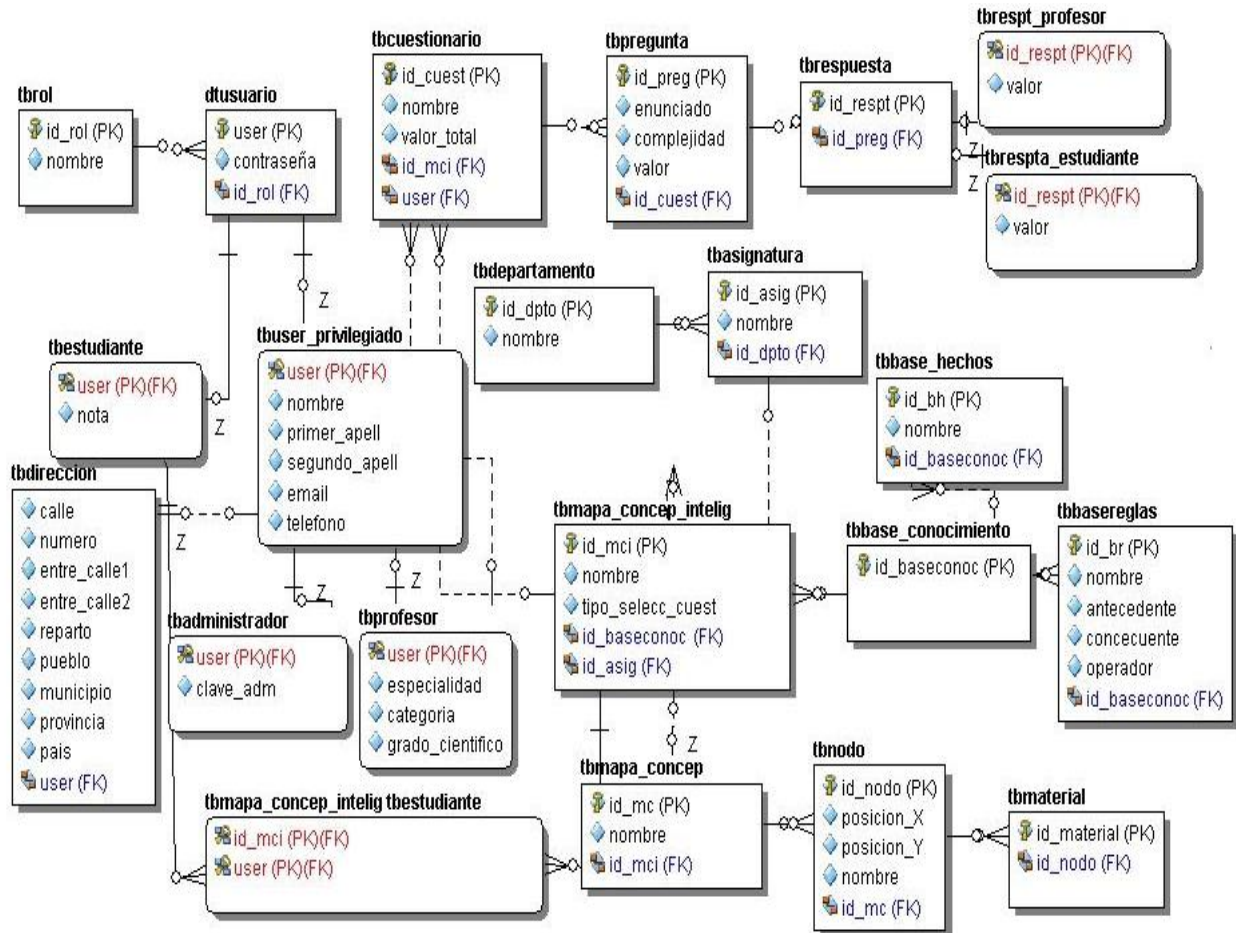 tbrol
id_rol (PK)
nombre
dtusuario
user (PK)
contraseña
id_rol (FK)
tbcuestionario
id_cuest (PK)
nombre
valor_total
id_mci (FK)
user (FK)
tbpregunta
id_preg (PK)
enunciado
complejidad
valor
id_cuest (FK)
tbrespuesta
id_respt (PK)
id_preg (FK)
tbrespt_profesor
id_respt (PK)(FK)
valor
Z
tbrespta_estudiante
id_respt (PK)(FK)
valor
Z
tbdepartamento
id_dpto (PK)
nombre
tbasignatura
id_asig (PK)
nombre
id_dpto (FK)
Z
tbestudiante
user (PK)(FK)
nota
Z
tbuser_privilegiado
user (PK)(FK)
nombre
primer_apell
segundo_apell
email
telefono
tbbase_hechos
id_bh (PK)
nombre
id_baseconoc (FK)
tbdireccion
calle
numero
entre_calle1
entre_calle2
reparto
pueblo
municipio
provincia
pais
user (FK)
Z
tbmapa_concep_intelig
id_mci (PK)
nombre
tipo_selecc_cuest
id_baseconoc (FK)
id_asig (FK)
tbbase_conocimiento
id_baseconoc (PK)
tbbasereglas
id_br (PK)
nombre
antecedente
concecuente
operador
id_baseconoc (FK)
Z
Z
tbadministrador
user (PK)(FK)
clave_adm
tbprofesor
user (PK)(FK)
especialidad
categoria
grado_cientifico
Z
tbmapa_concep_intelig tbestudiante
id_mci (PK)(FK)
user (PK)(FK)
tbmapa_concep
id_mc (PK)
nombre
id_mci (FK)
tbnodo
id_nodo (PK)
posicion_X
posicion_Y
nombre
id_mc (FK)
tbmaterial
id_material (PK)
id_nodo (FK)